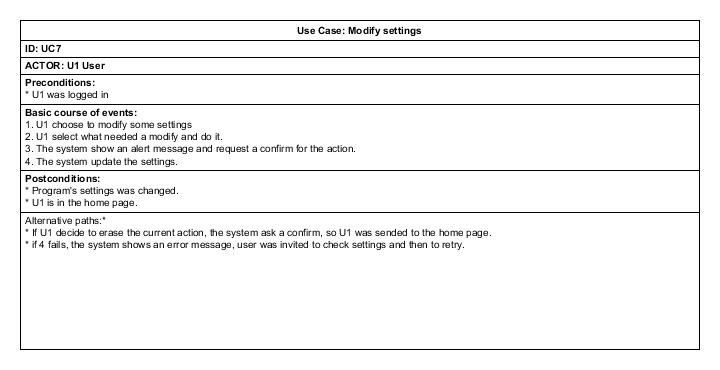 Use Case: Modify settings
ID: UC7
ACTOR: U1 User
Preconditions:
* U1 was logged in
Basic course of events:
1. U1 choose to modify some settings
2. U1 select what needed a modify and do it.
3. The system show an alert message and request a confirm for the action.
4. The system update the settings.
Postconditions:
* Program's settings was changed.
* U1 is in the home page.
Alternative paths:*
* If U1 decide to erase the current action, the system ask a confirm, so U1 was sended to the home page.
* if 4 fails, the system shows an error message, user was invited to check settings and then to retry.